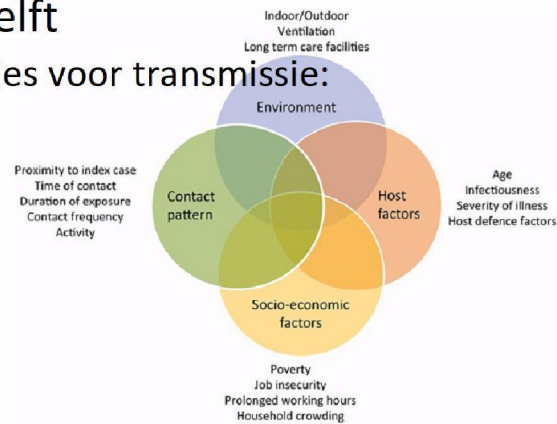 elft
es voor transmissie:
Indoor/Outdoor
Ventilation
Long term care facilities
Environment
Proximity to index case
Time of contact
Duration of exposure
Contact frequency
Activity
Contact
pattern
Host
factors
Age
Infectiousness
Severity of illness
Host defence factors
Socio-economic
factors
Poverty
Job insecurity
Prolonged working hours
Household crowding